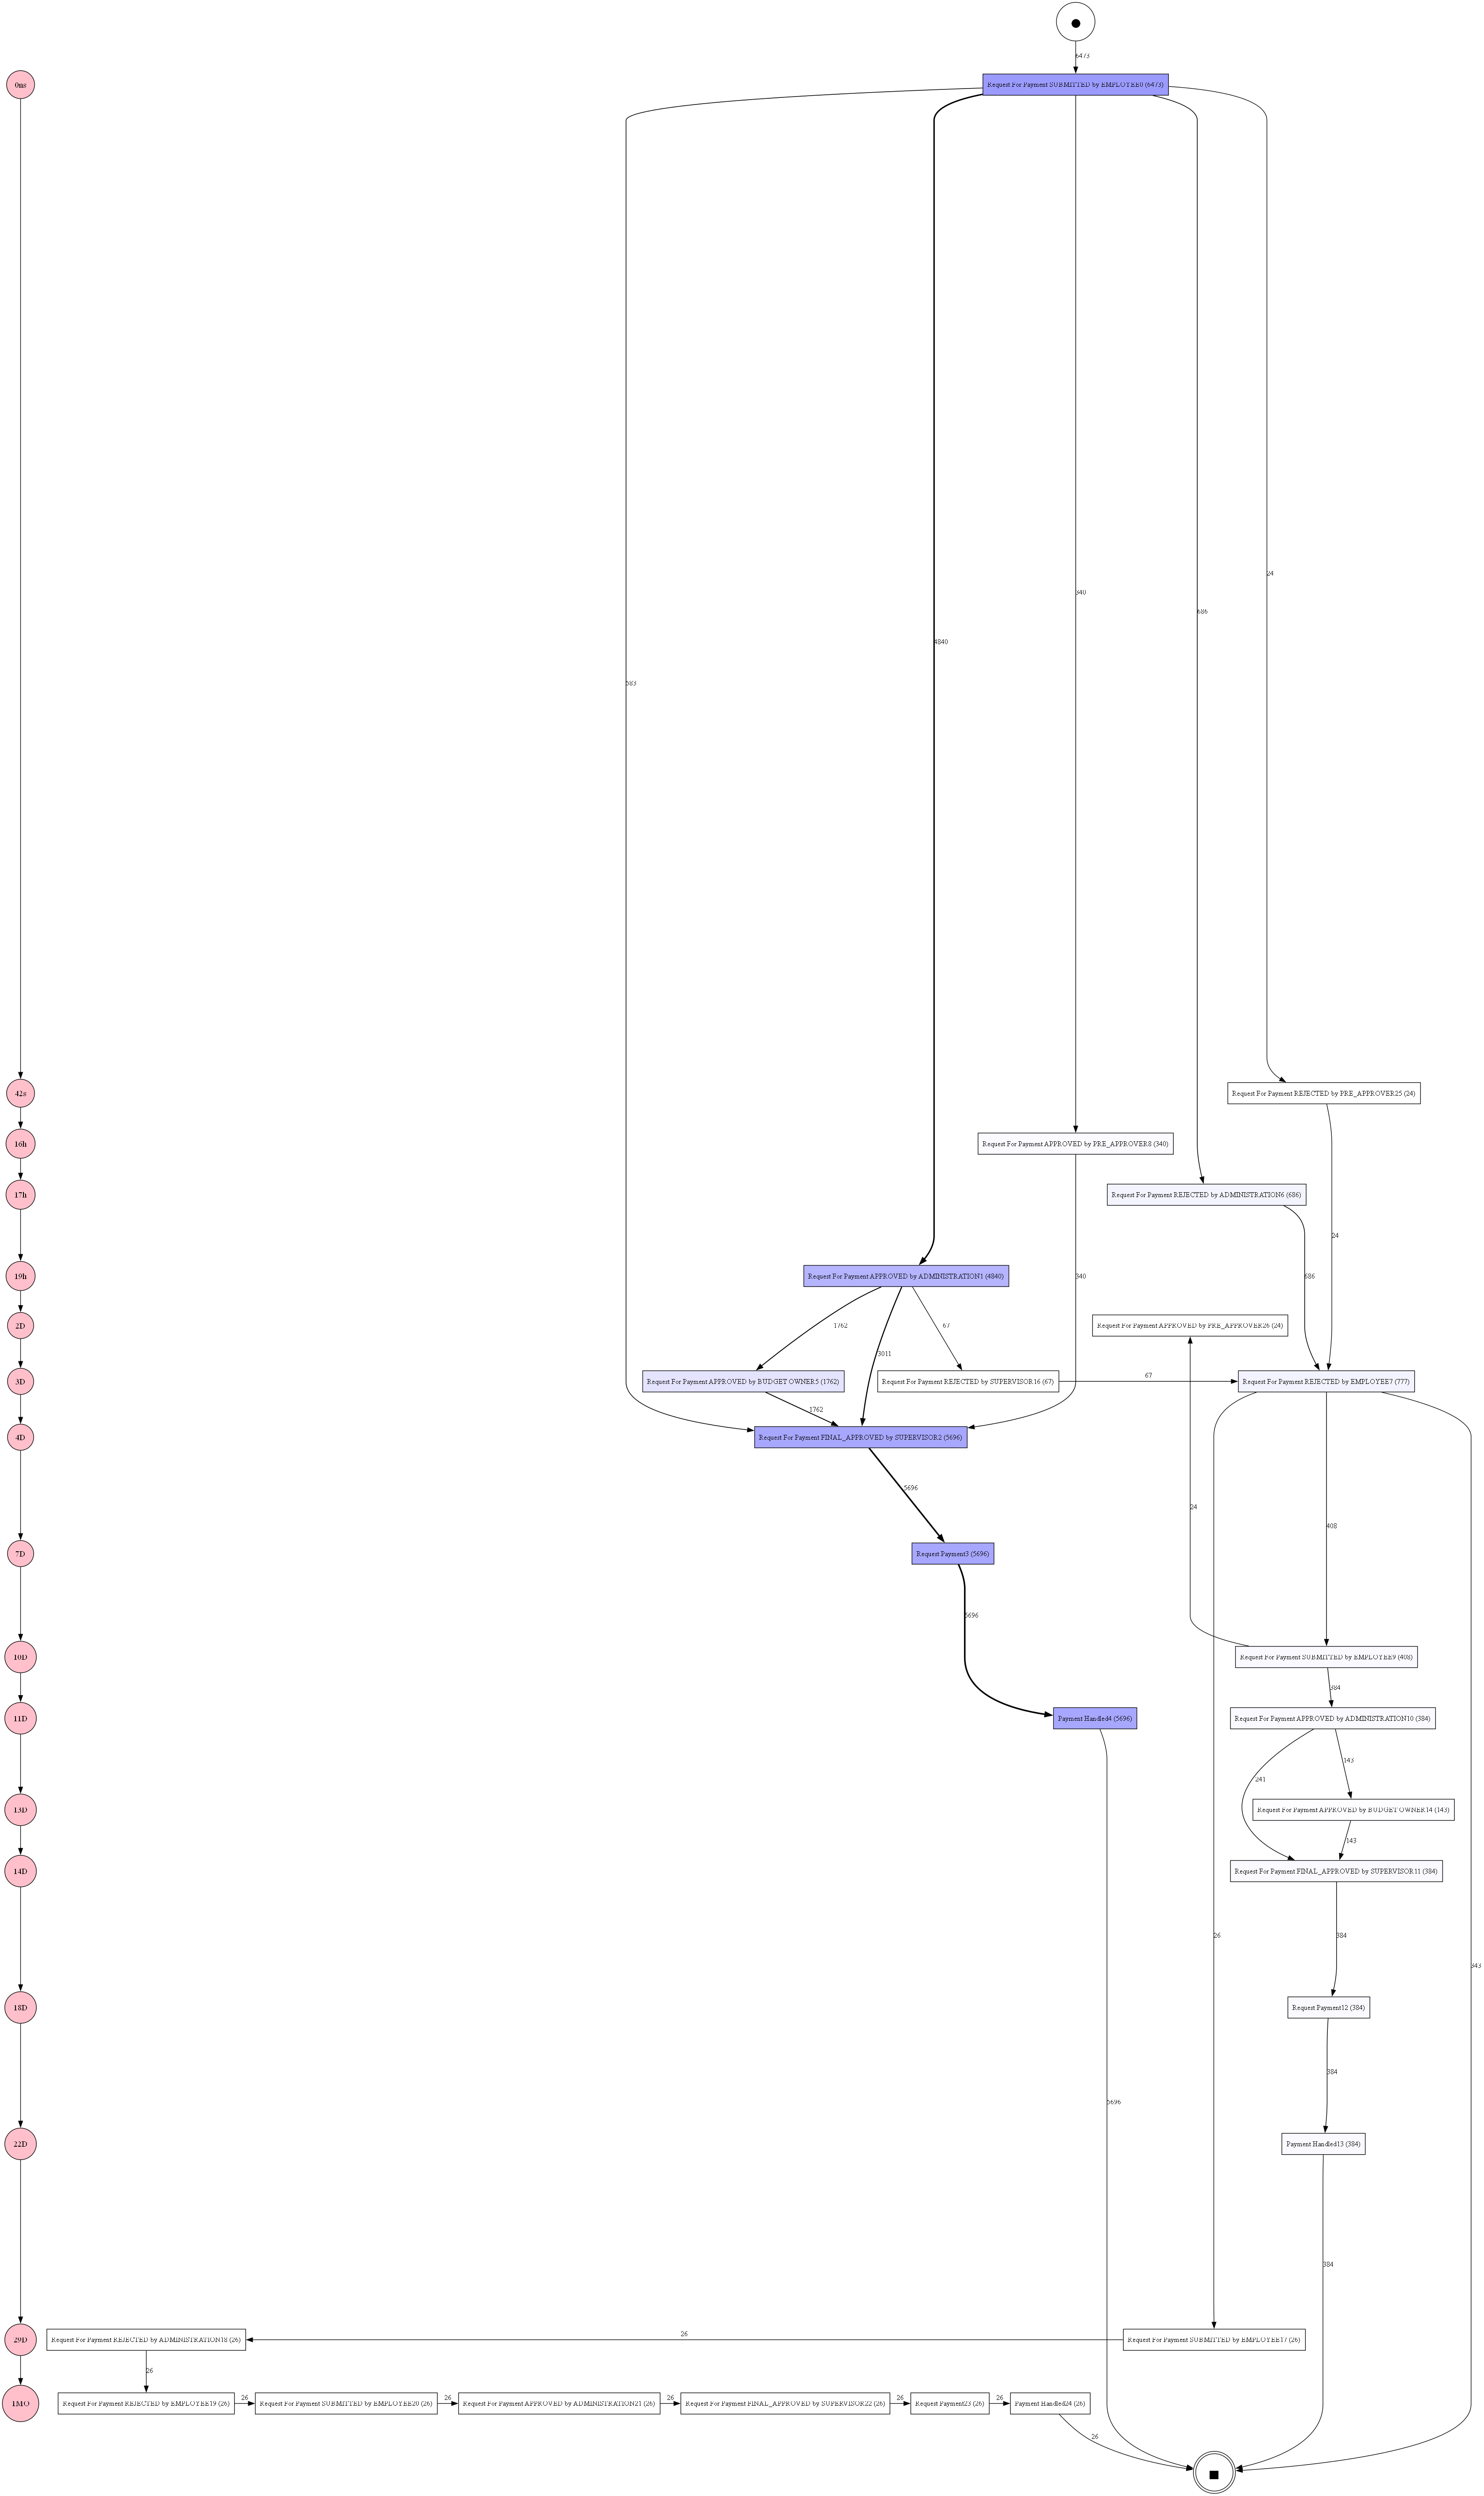 6473
0ms
Request For Payment SUBMITTED by EMPLOYEE0 (6473)
24
340
686
4840
583
42s
Request For Payment REJECTED by PRE_APPROVER25 (24)
16h
Request For Payment APPROVED by PRE_APPROVER8 (340)
17h
Request For Payment REJECTED by ADMINISTRATION6 (686)
24
19h
Request For Payment APPROVED by ADMINISTRATION1 (4840)
340
686
2D
1762
67
Request For Payment APPROVED by PRE_APPROVER26 (24)
3011
67
3D
Request For Payment APPROVED by BUDGET OWNER5 (1762)
Request For Payment REJECTED by SUPERVISOR16 (67)
Request For Payment REJECTED by EMPLOYEE7 (777)
1762
4D
Request For Payment FINAL_APPROVED by SUPERVISOR2 (5696)
5696
24
408
7D
Request Payment3 (5696)
5696
10D
Request For Payment SUBMITTED by EMPLOYEE9 (408)
384
11D
Payment Handled4 (5696)
Request For Payment APPROVED by ADMINISTRATION10 (384)
143
241
13D
Request For Payment APPROVED by BUDGET OWNER14 (143)
143
14D
Request For Payment FINAL_APPROVED by SUPERVISOR11 (384)
26
384
343
18D
Request Payment12 (384)
384
5696
22D
Payment Handled13 (384)
384
26
29D
Request For Payment REJECTED by ADMINISTRATION18 (26)
Request For Payment SUBMITTED by EMPLOYEE17 (26)
26
26
26
26
26
26
1MO
Request For Payment REJECTED by EMPLOYEE19 (26)
Request For Payment SUBMITTED by EMPLOYEE20 (26)
Request For Payment APPROVED by ADMINISTRATION21 (26)
Request For Payment FINAL_APPROVED by SUPERVISOR22 (26)
Request Payment23 (26)
Payment Handled24 (26)
26